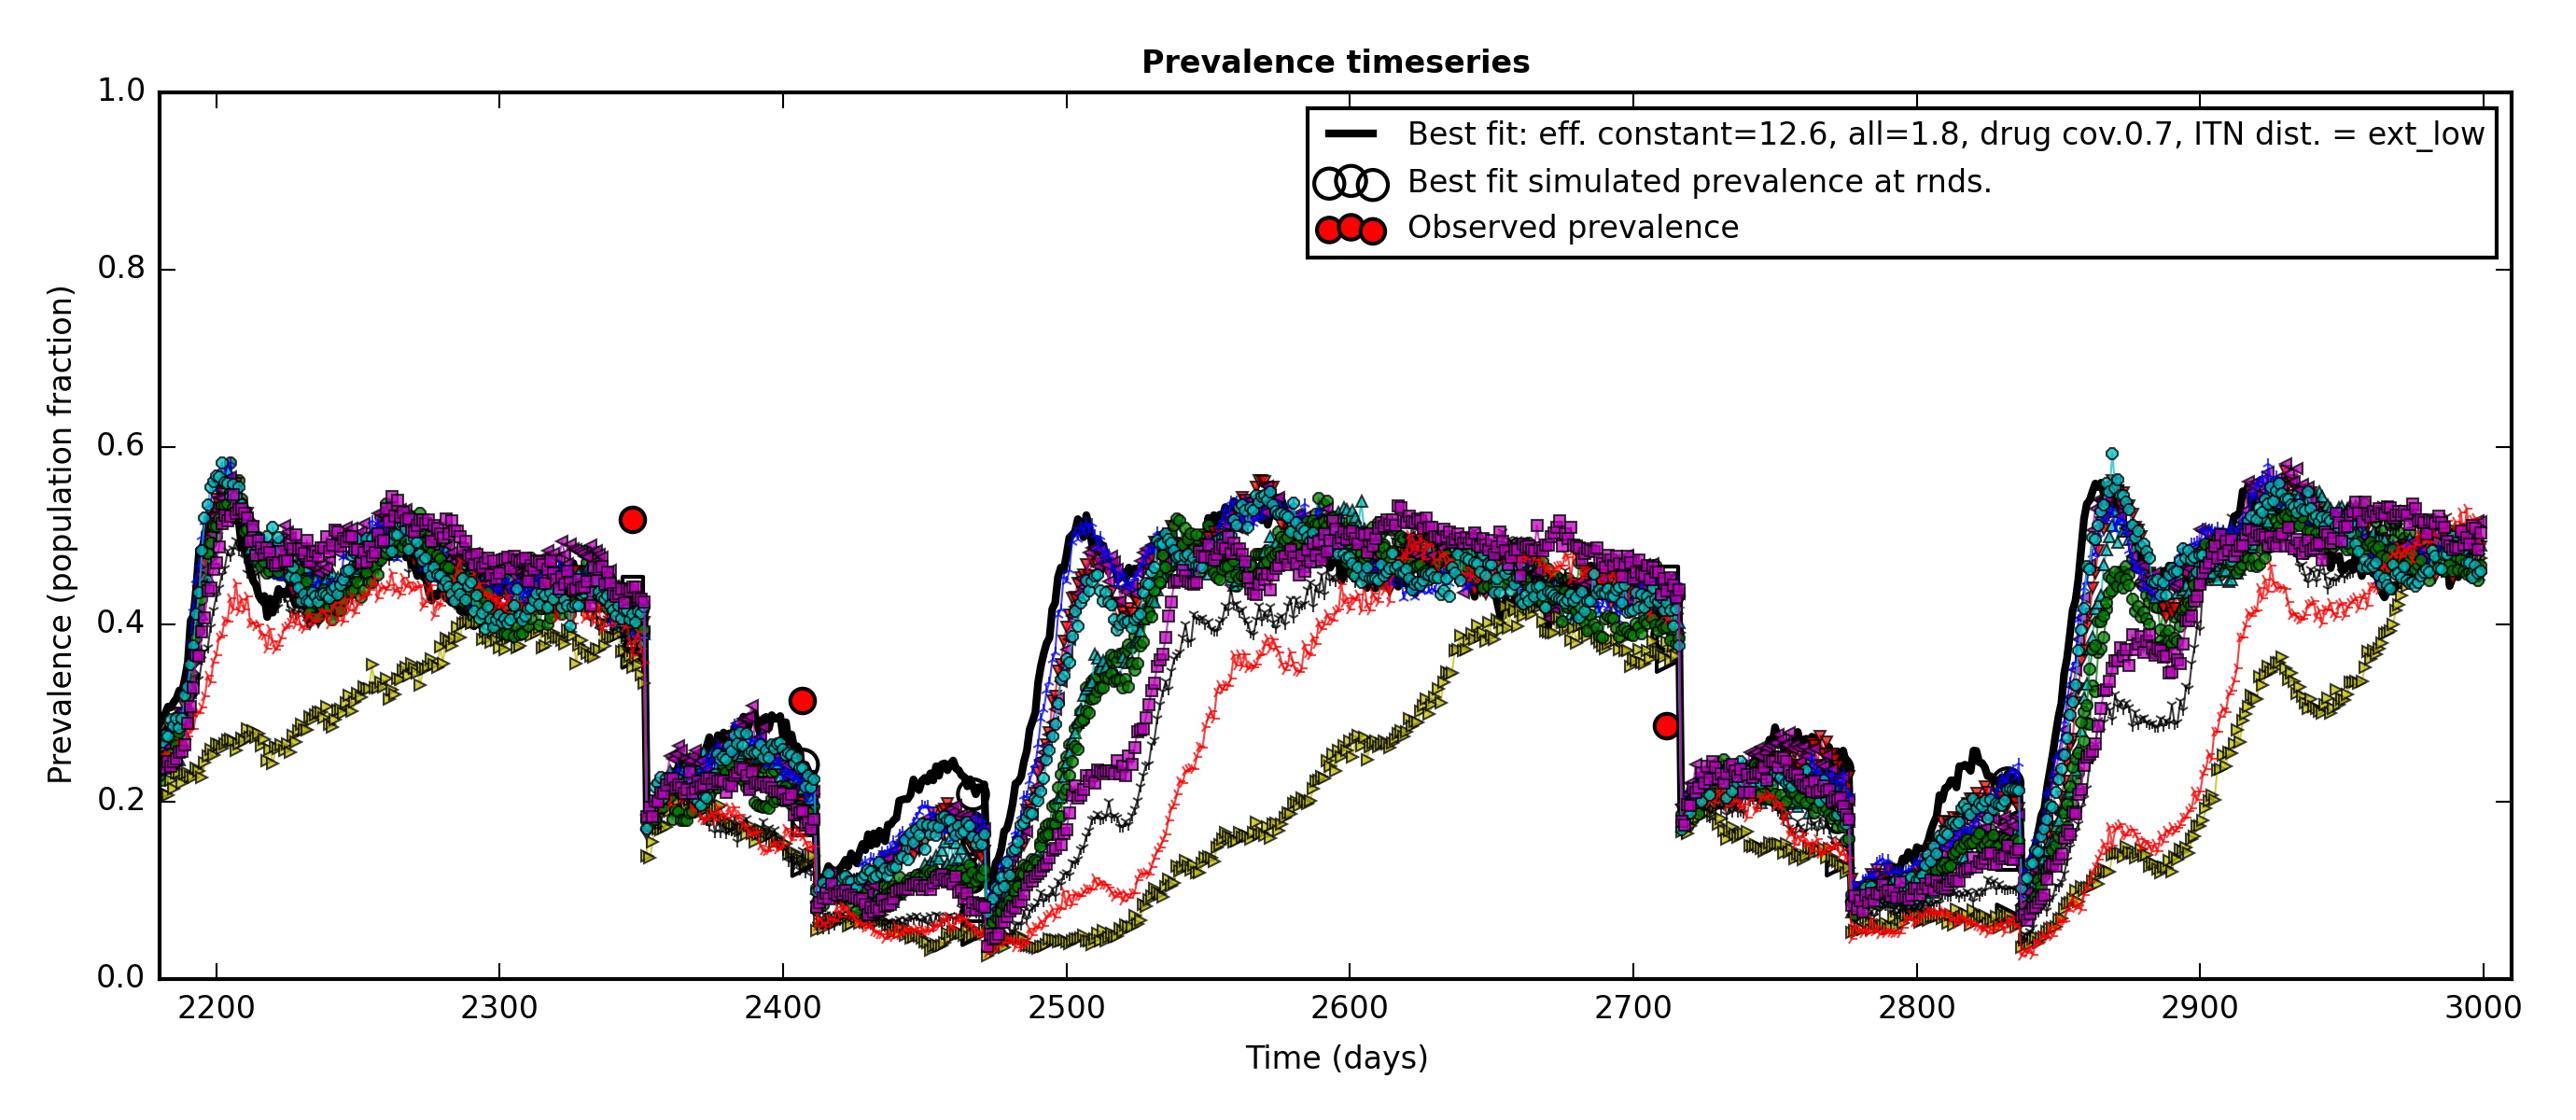 Prevalence timeseries
1.0
0.8
0.6
0.4
0.2
0.0
Prevalence (population fraction)
Best fit: eff. constant=12.6, all=1.8, drug cov.0.7, ITN dist. = ext_low
Best fit simulated prevalence at rnds.
Observed prevalence
2200 2300 2400 2500 2600 2700 2800 2900 3000
Time (days)